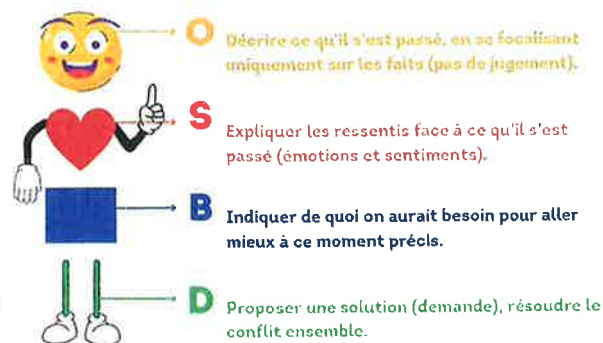 O
Décrire ce qu'il s'est passé, en se focalisant
uniquement sur les faits (pas de jugement).
S
Expliquer les ressentis face à ce qu'il s'est
passé (émotions et sentiments).
B
Indiquer de quoi on aurait besoin pour aller
mieux à ce moment précis.
D
Proposer une solution (demande), résoudre le
conflit ensemble.